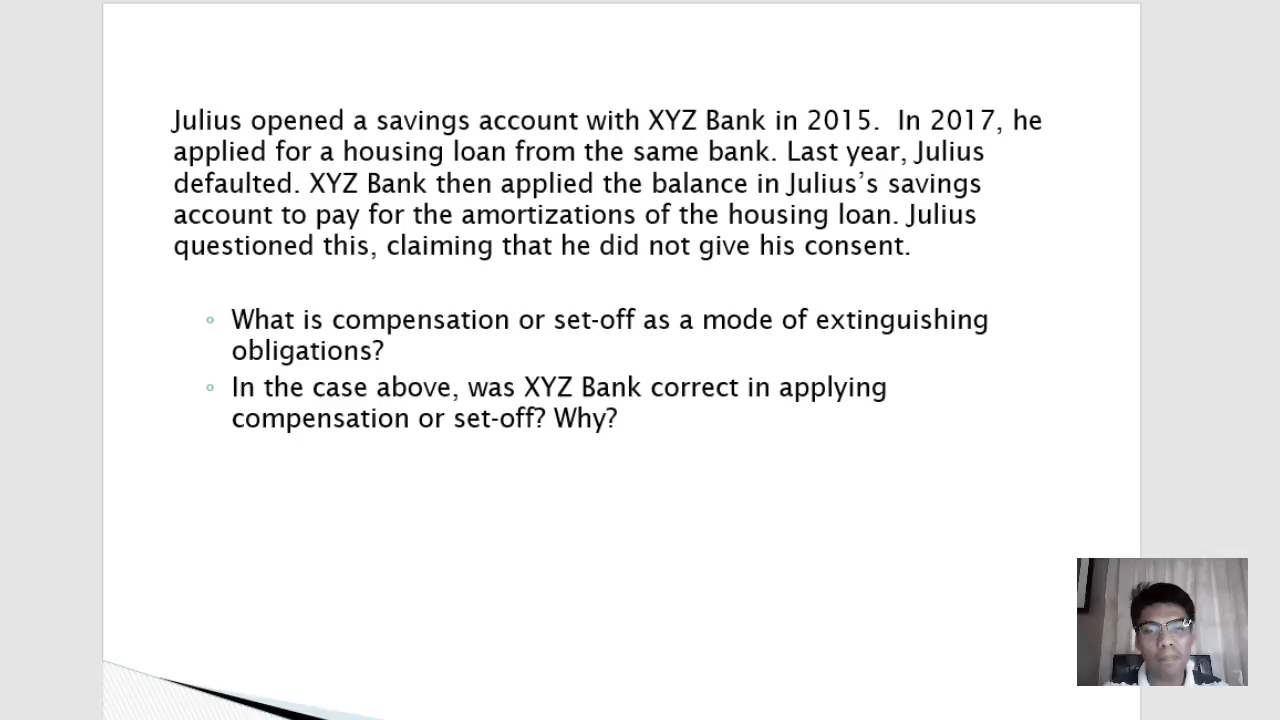 Julius opened a savings account with XYZ Bank in 2015.  In 2017, he
applied for a housing loan from the same bank. Last year, Julius
defaulted. XYZ Bank then applied the balance in Julius’s savings
account to pay for the amortizations of the housing loan. Julius
questioned this, claiming that he did not give his consent.
◦ What is compensation or set-off as a mode of extinguishing
obligations?
◦ In the case above, was XYZ Bank correct in applying
compensation or set-off? Why?